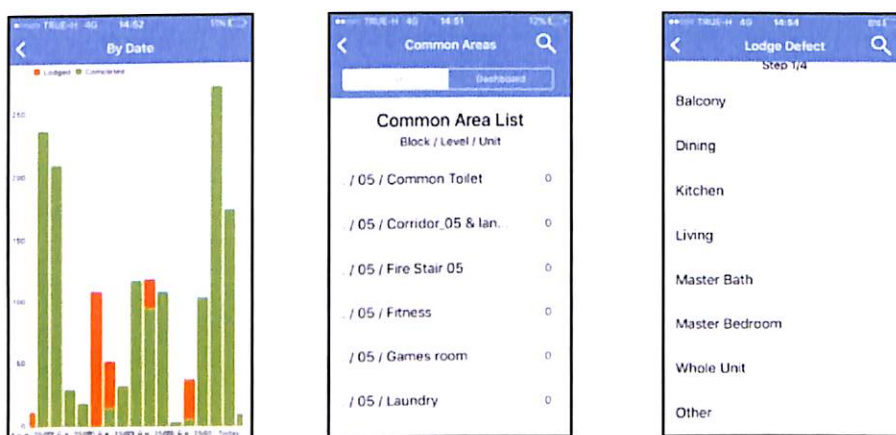 TRUE-H 4G 14:52
By Date
Lodged Completed
250
200
150
100
50
0
Today
TRUE-H 4G 14:51 12%
Common Areas
Dashboard
Common Area List
Block / Level / Unit
. / 05 / Common Toilet 0
. / 05 / Corridor_05 & lan... 0
. / 05 / Fire Stair 05 0
. / 05 / Fitness 0
. / 05 / Games room 0
. / 05 / Laundry 0
TRUE-H 4G 14:54
Lodge Defect
Step 1/4
Balcony
Dining
Kitchen
Living
Master Bath
Master Bedroom
Whole Unit
Other